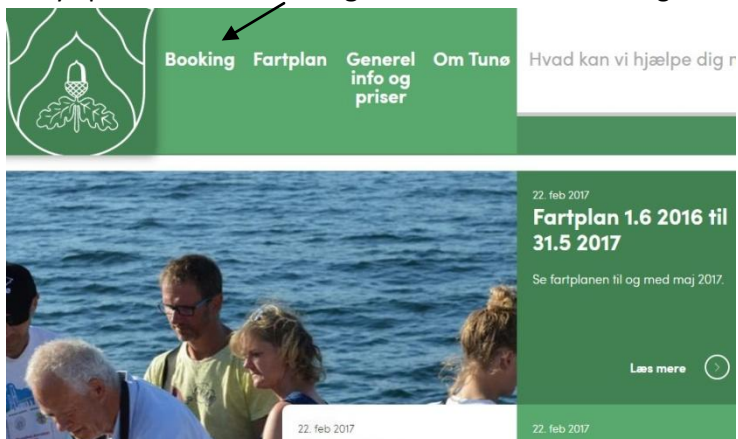 Booking Fartplan Generel info og priser Om Tunø Hvad kan vi hjælpe dig
22. feb 2017
Fartplan 1.6 2016 til
31.5 2017
Se fartplanen til og med maj 2017.
Læs mere
22. feb 2017
22. feb 2017